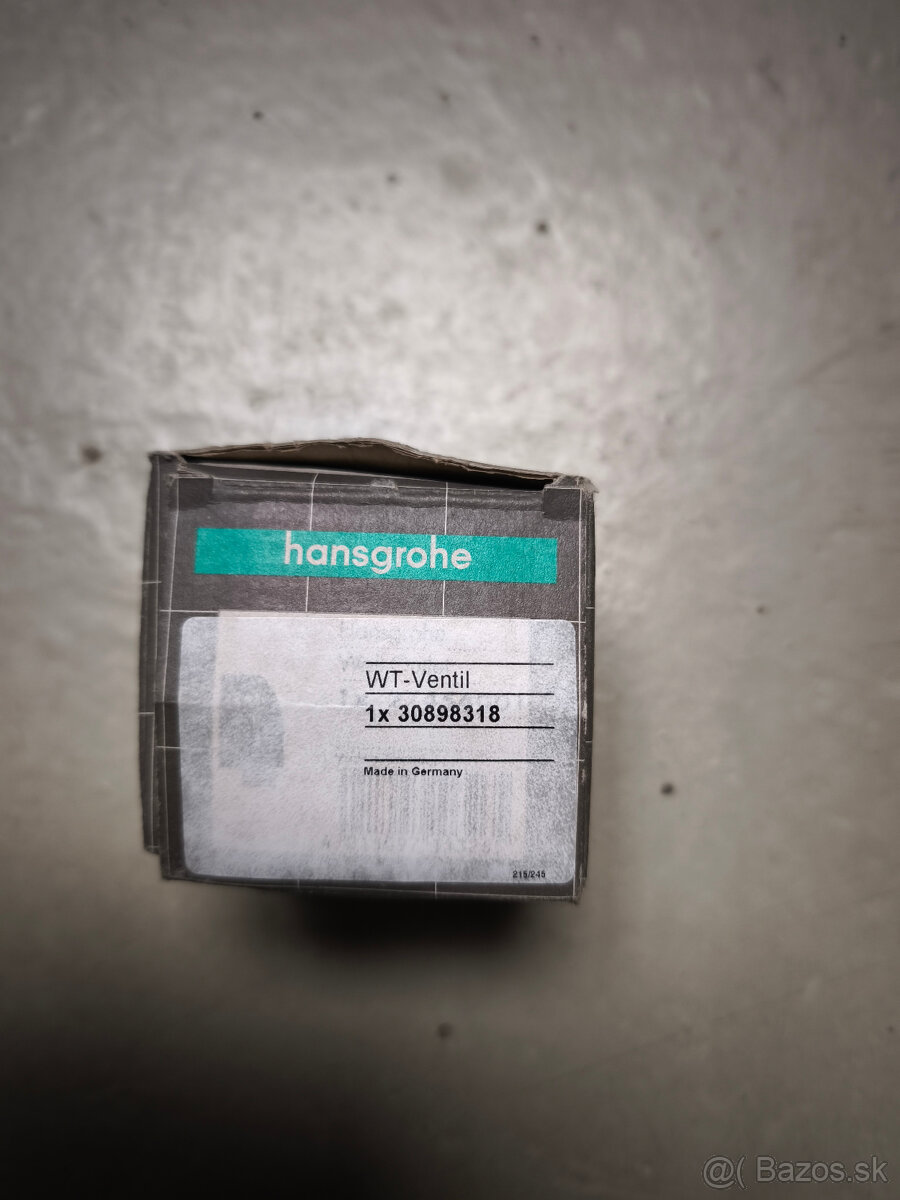 hansgrohe
WT-Ventil
1x 30898318
Made in Germany
215/245
@( Bazos.sk